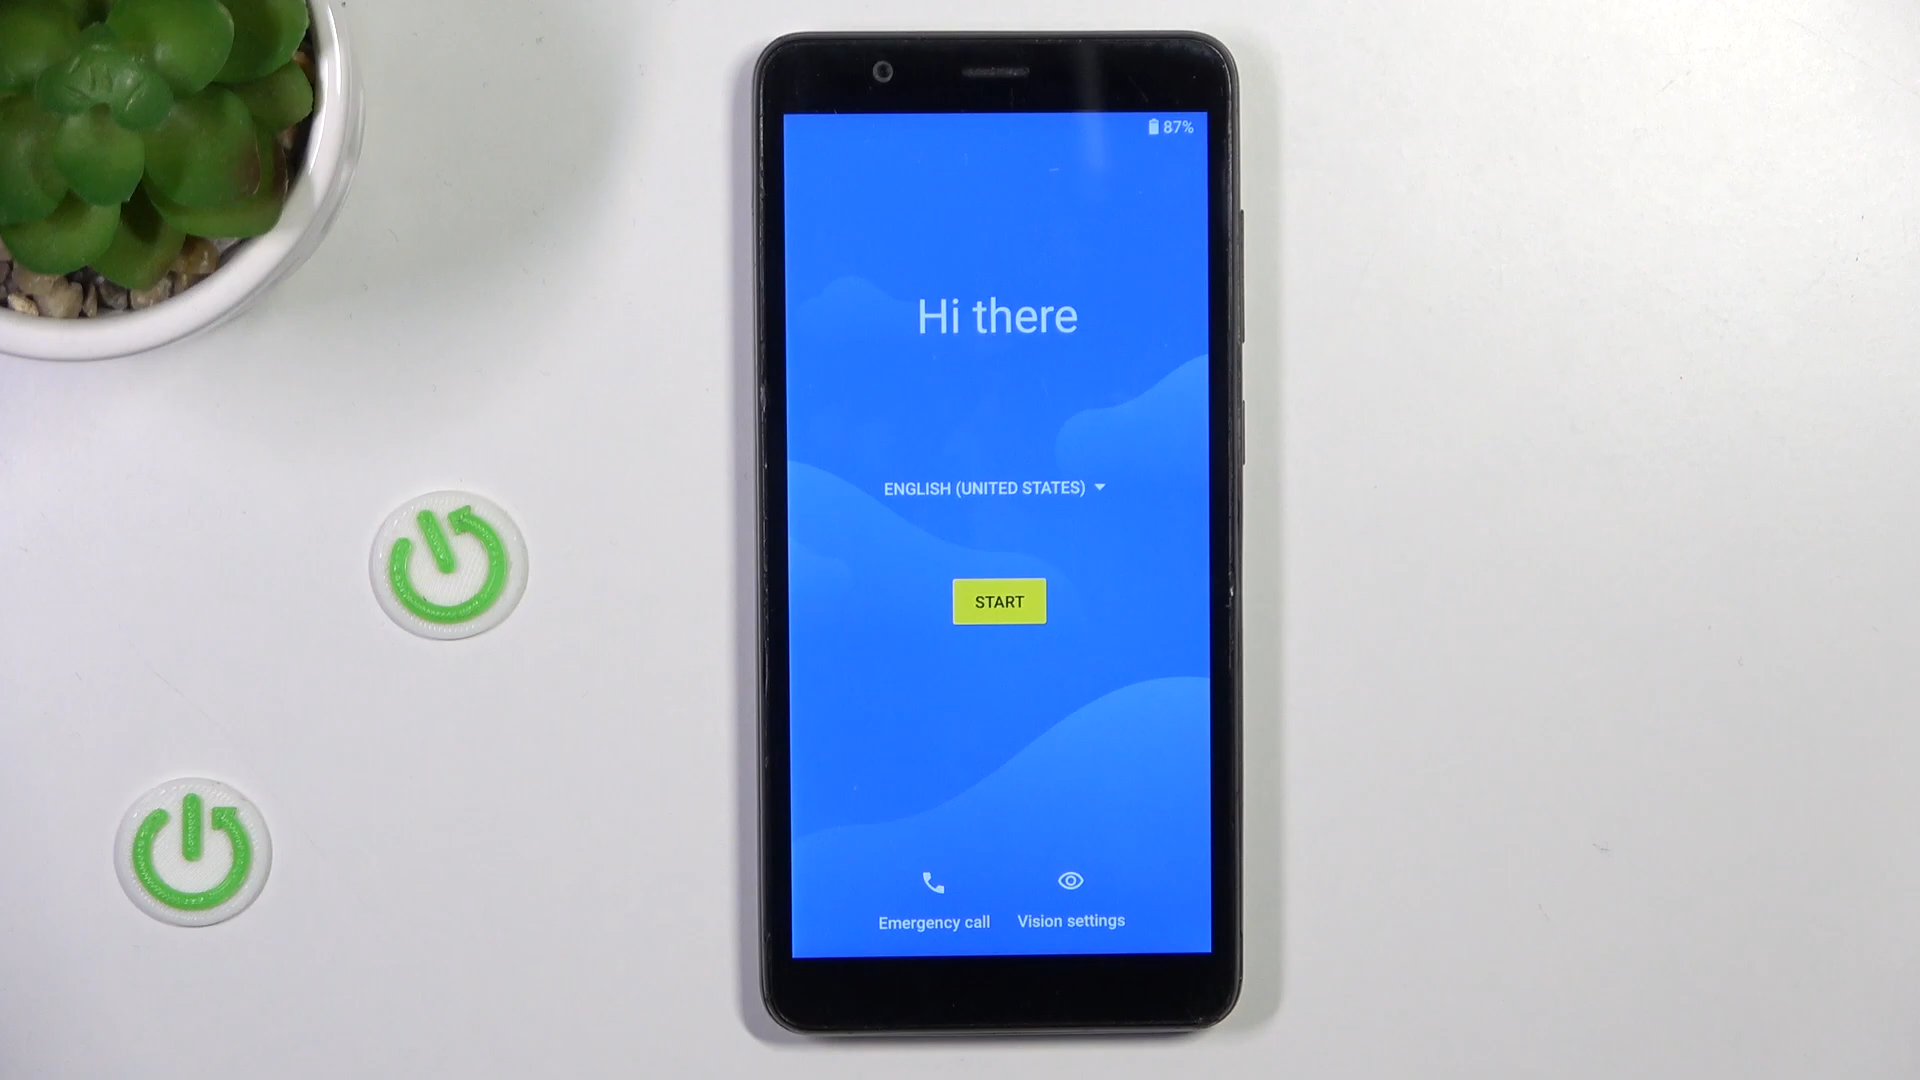 87%
Hi there
ENGLISH (UNITED STATES)
START
Emergency call
Vision settings